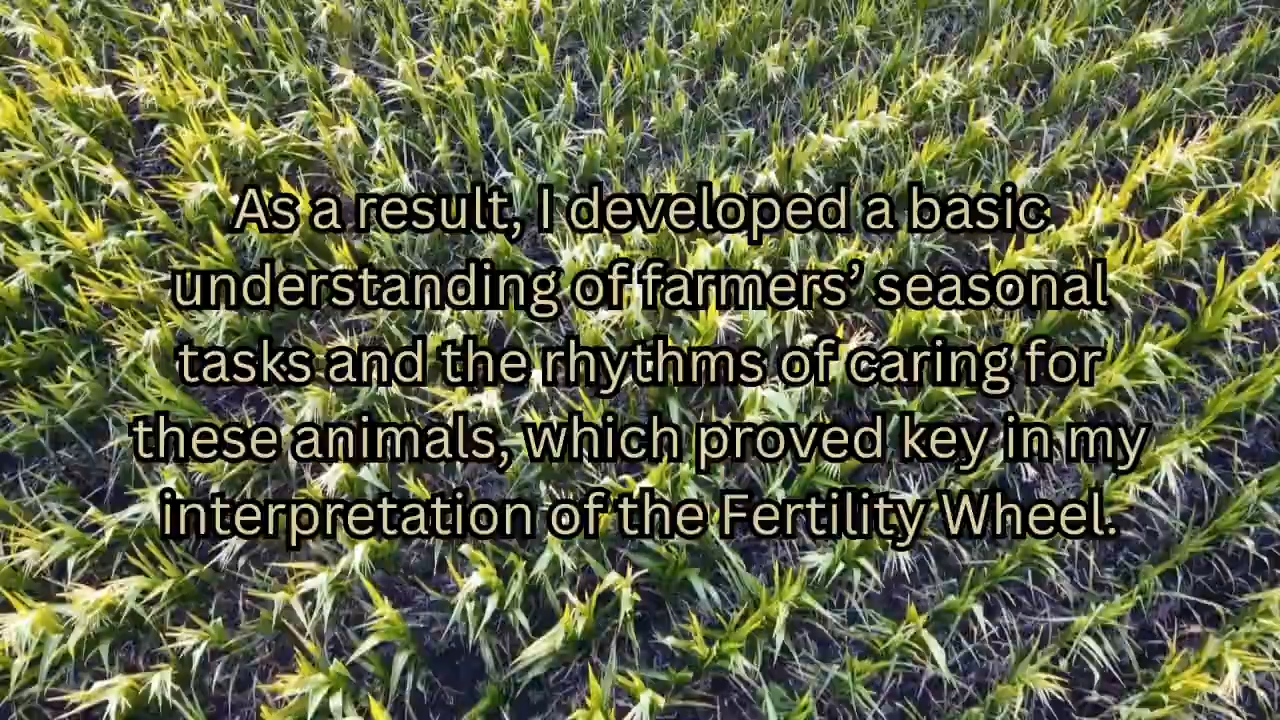 As a result, I developed a basic
understanding of farmers’ seasonal
tasks and the rhythms of caring for
these animals, which proved key in my
interpretation of the Fertility Wheel.